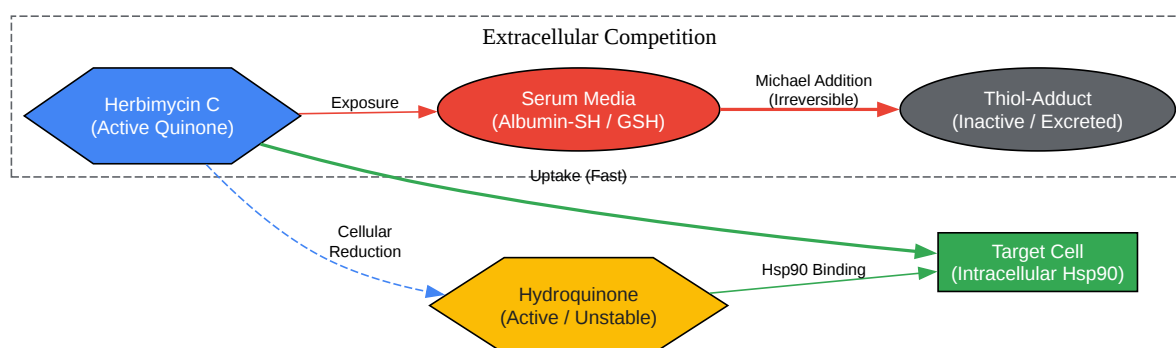 Extracellular Competition
Herbimycin C
(Active Quinone)
Exposure
Serum Media
(Albumin-SH / GSH)
Michael Addition
(Irreversible)
Thiol-Adduct
(Inactive / Excreted)
Uptake (Fast)
Cellular
Reduction
Hydroquinone
(Active / Unstable)
Hsp90 Binding
Target Cell
(Intracellular Hsp90)